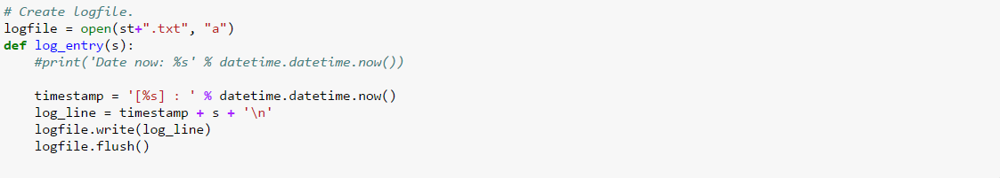 # Create logfile.
logfile = open(st+".txt", "a")
def log_entry(s):
    #print('Date now: %s' % datetime.datetime.now())
    timestamp = '[%s] : ' % datetime.datetime.now()
    log_line = timestamp + s + '\n'
    logfile.write(log_line)
    logfile.flush()